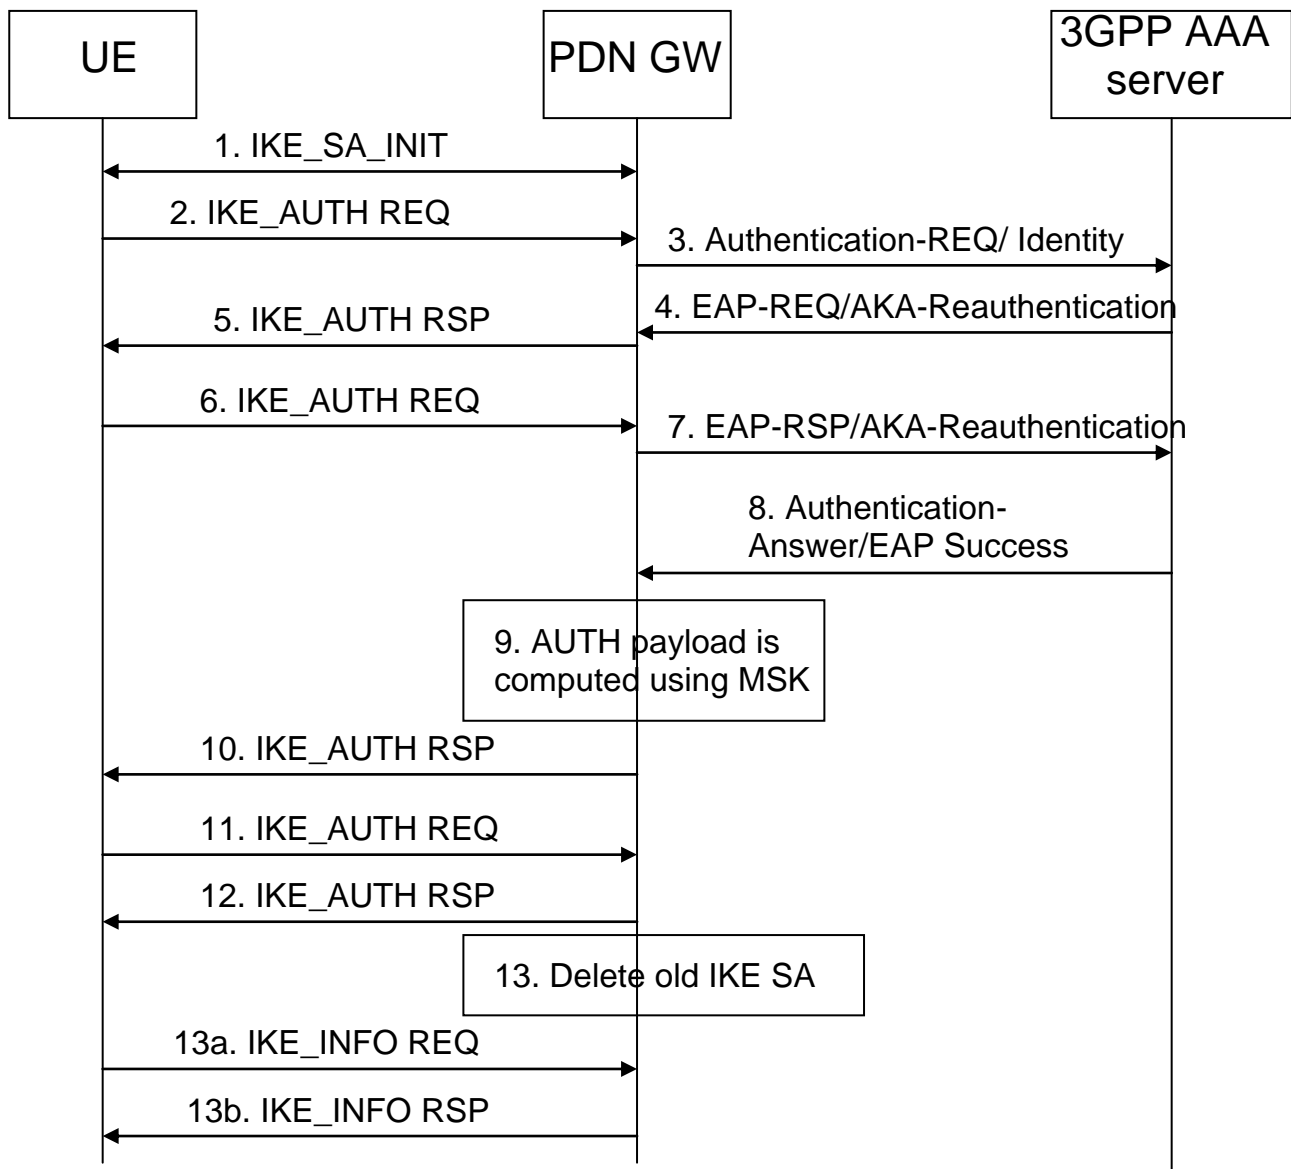 UE
PDN GW
3GPP AAA
server
1. IKE_SA_INIT
2. IKE_AUTH REQ
3. Authentication-REQ/ Identity
4. EAP-REQ/AKA-Reauthentication
5. IKE_AUTH RSP
6. IKE_AUTH REQ
7. EAP-RSP/AKA-Reauthentication
8. Authentication-
Answer/EAP Success
9. AUTH payload is
computed using MSK
10. IKE_AUTH RSP
11. IKE_AUTH REQ
12. IKE_AUTH RSP
13. Delete old IKE SA
13a. IKE_INFO REQ
13b. IKE_INFO RSP